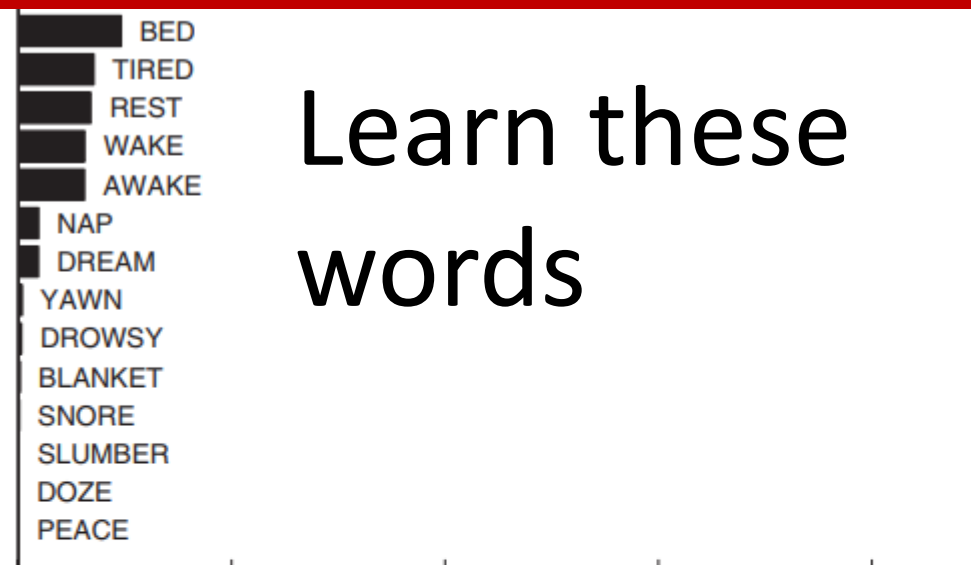 BED
TIRED
REST
WAKE
AWAKE
NAP
DREAM
YAWN
DROWSY
BLANKET
SNORE
SLUMBER
DOZE
PEACE
Learn these
words